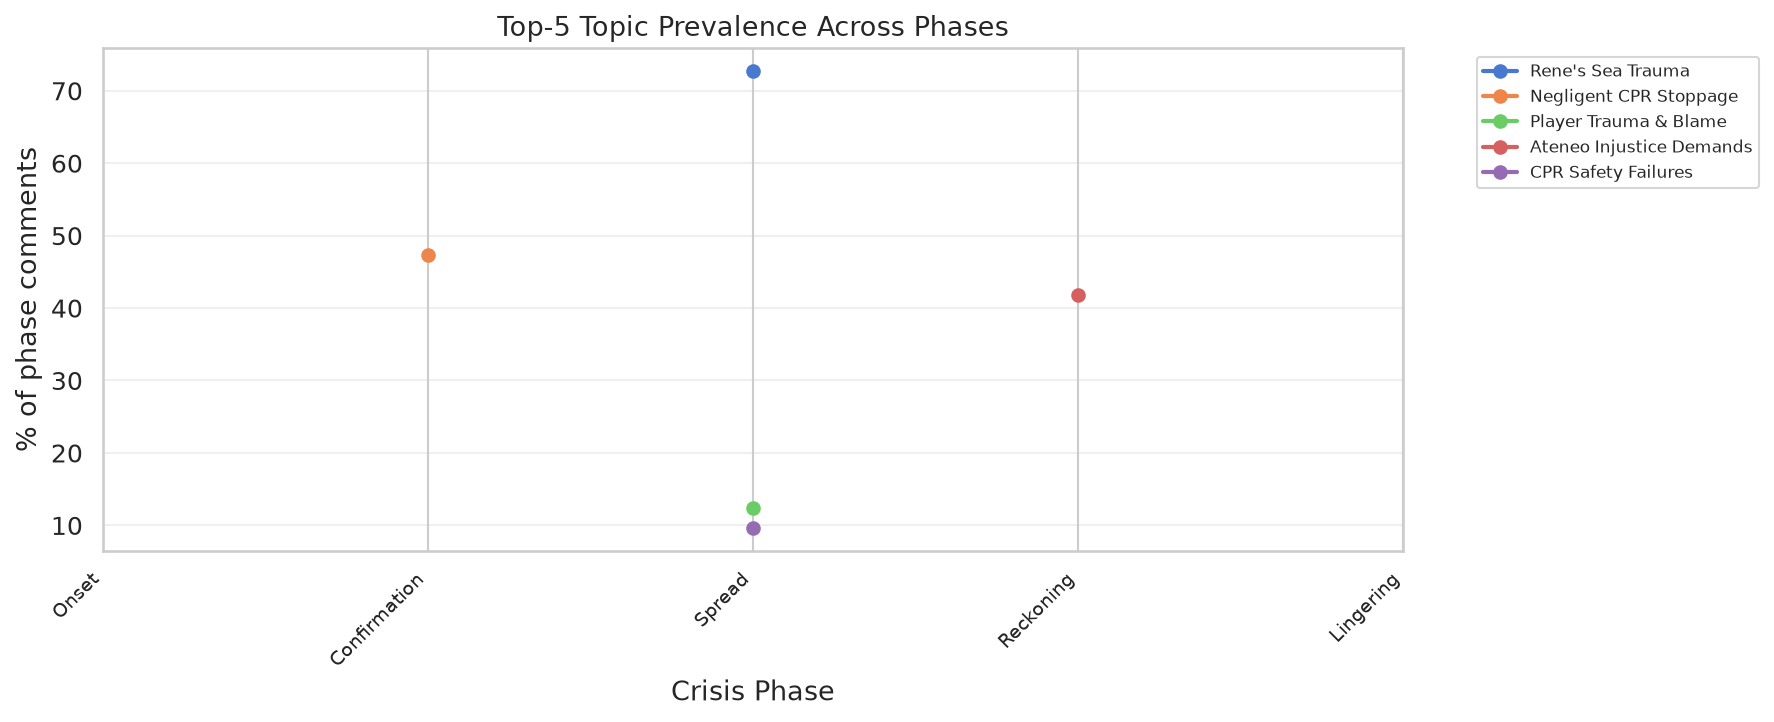 Top-5 Topic Prevalence Across Phases
% of phase comments
70
60
50
40
30
20
10
Onset
Confirmation
Spread
Reckoning
Lingering
Crisis Phase
Rene's Sea Trauma
Negligent CPR Stoppage
Player Trauma & Blame
Ateneo Injustice Demands
CPR Safety Failures